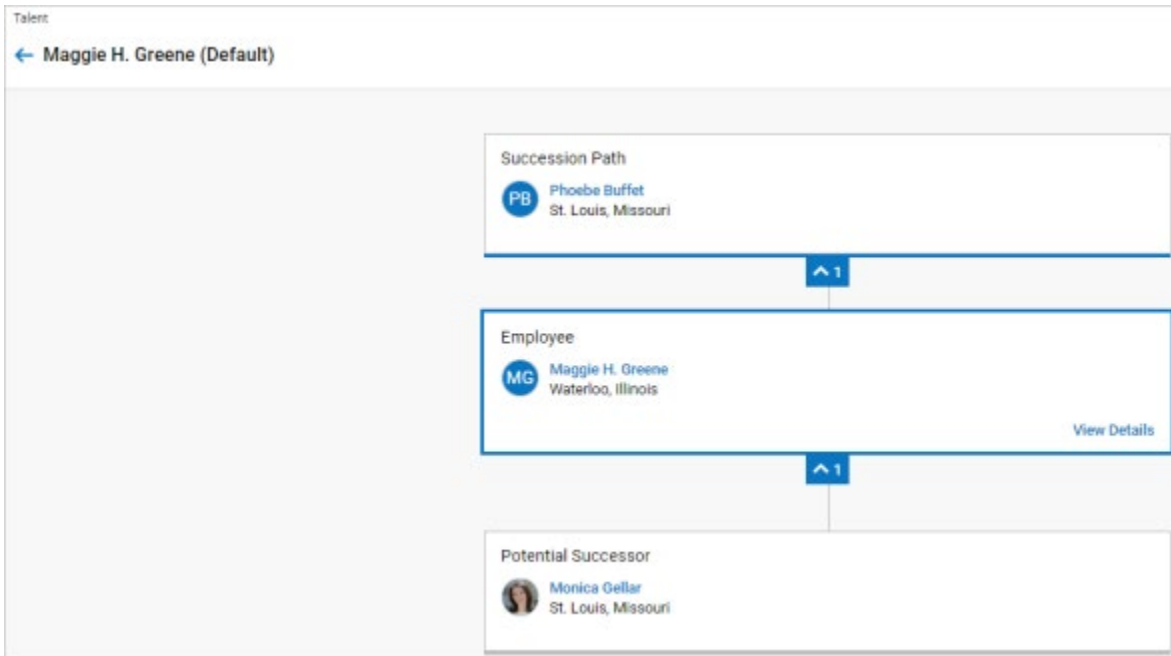 Talent
Maggie H. Greene (Default)
Succession Path
PB
Phoebe Buffet
St. Louis, Missouri
1
Employee
MG
Maggie H. Greene
Waterloo, Illinois
View Details
1
Potential Successor
Monica Gellar
St. Louis, Missouri